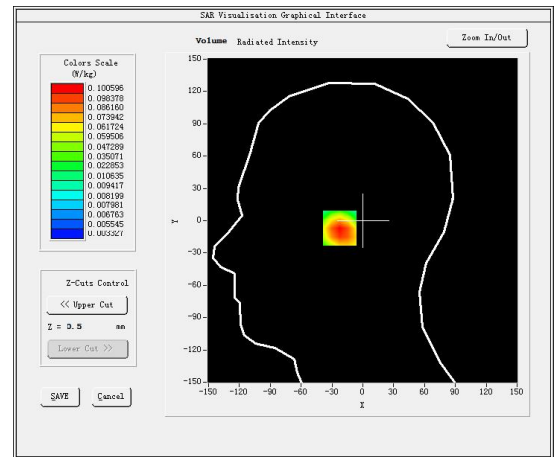 SAR Visualisation Graphical Interface
Volume Radiated Intensity
Zoom In/Out
Colors Scale
(W/kg)
0.100596
0.098378
0.086160
0.073942
0.061724
0.059506
0.047289
0.035071
0.022853
0.010635
0.009417
0.008199
0.007981
0.006763
0.005545
0.003327
Z-Cuts Control
<< Upper Cut
Z = 3.5 mm
Lower Cut >>
SAVE Cancel
150
120
90
60
30
0
-30
-60
-90
-120
-150
Y
-150 -120 -90 -60 -30 0 30 60 90 120 150
X